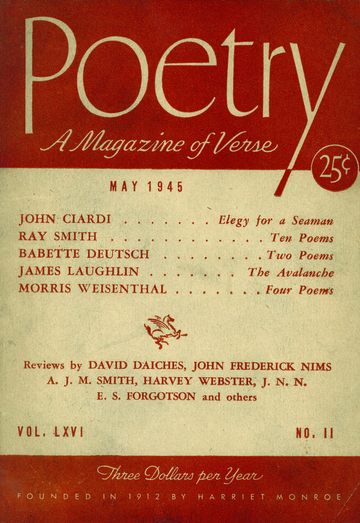 Poetry
A Magazine of Verse
25¢
MAY 1945
JOHN CIARDI . . . . . . . Elegy for a Seaman
RAY SMITH . . . . . . . . . . . . . Ten Poems
BABETTE DEUTSCH . . . . . . . . Two Poems
JAMES LAUGHLIN . . . . . . . The Avalanche
MORRIS WEISENTHAL . . . . . . . Four Poems
Reviews by DAVID DAICHES, JOHN FREDERICK NIMS
A. J. M. SMITH, HARVEY WEBSTER, J. N. N.
E. S. FORGOTSON and others
VOL. LXVI NO. II
Three Dollars per Year
FOUNDED IN 1912 BY HARRIET MONROE